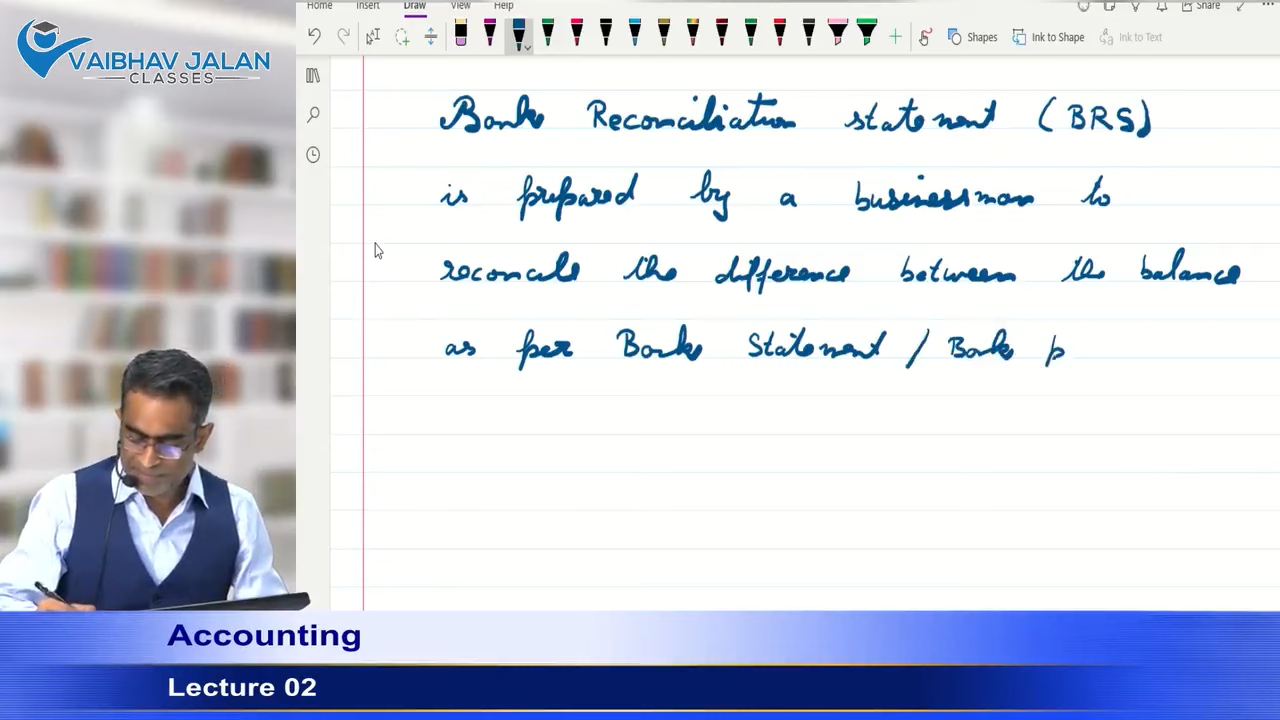 Home Insert Draw View Help
Share
Shapes Ink to Shape Ink to Text
VAIBHAV JALAN
CLASSES
Bank Reconciliation statement (BRS)
is prepared by a businessman to
reconcile the difference between the balance
as per Bank Statement / Bank p
Accounting
Lecture 02